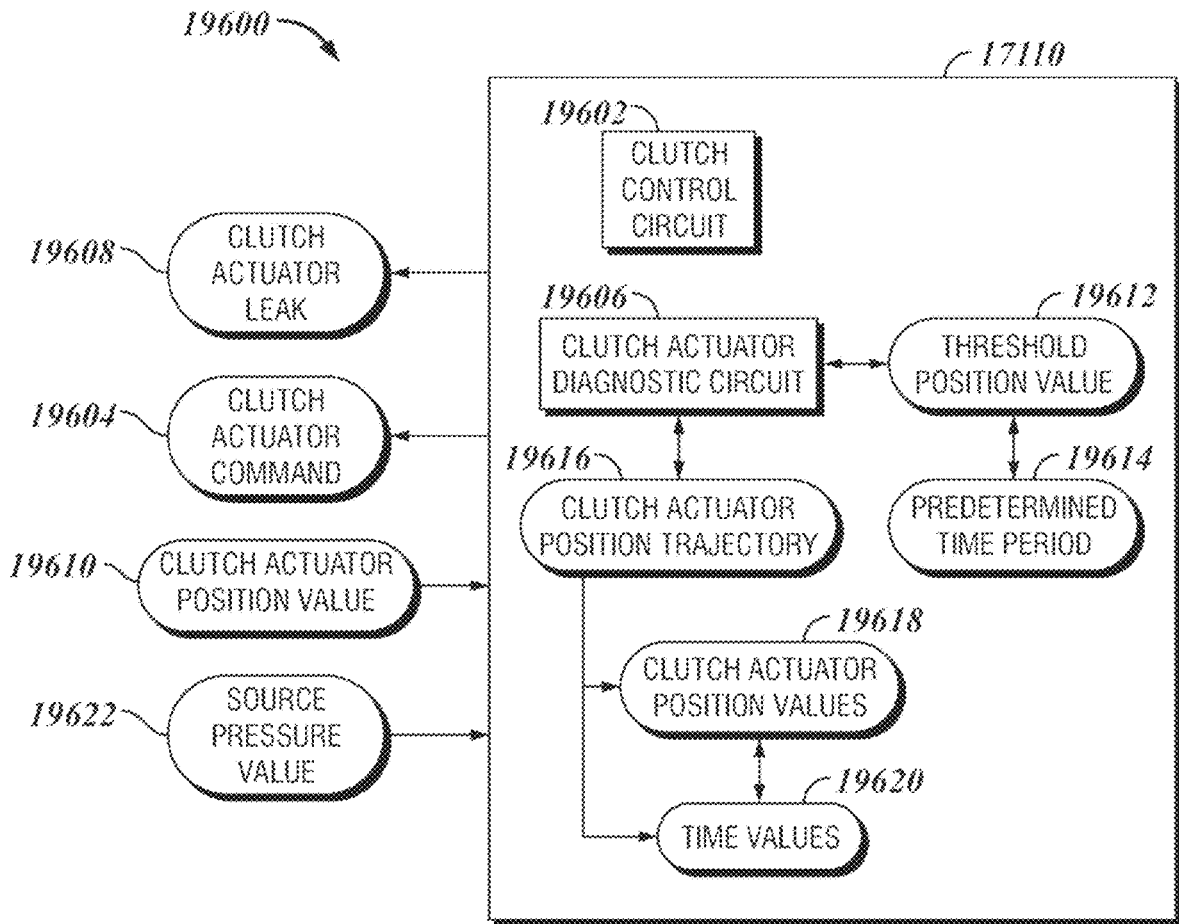 19600
17110
19602
CLUTCH
CONTROL
CIRCUIT
19608
CLUTCH
ACTUATOR
LEAK
19606
CLUTCH ACTUATOR
DIAGNOSTIC CIRCUIT
19612
THRESHOLD
POSITION VALUE
19604
CLUTCH
ACTUATOR
COMMAND
19616
CLUTCH ACTUATOR
POSITION TRAJECTORY
19614
PREDETERMINED
TIME PERIOD
19610
CLUTCH ACTUATOR
POSITION VALUE
19618
CLUTCH ACTUATOR
POSITION VALUES
19622
SOURCE
PRESSURE
VALUE
19620
TIME VALUES